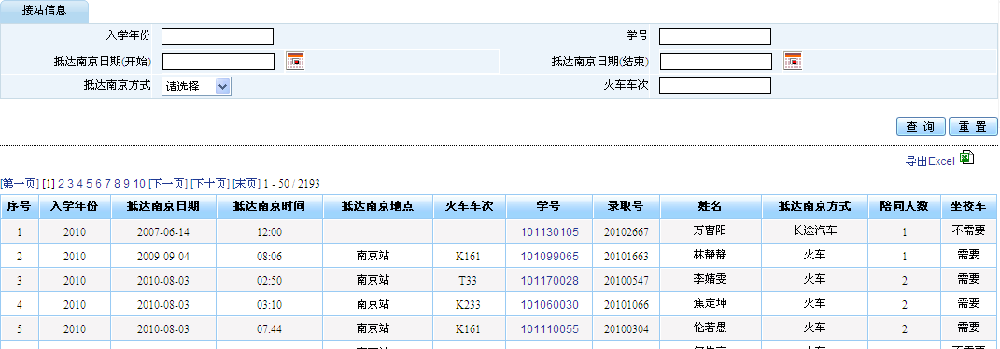 接站信息
入学年份 学号
抵达南京日期(开始) 抵达南京日期(结束)
抵达南京方式 请选择 火车车次
查 询 重 置
导出Excel
[第一页] [1] 2 3 4 5 6 7 8 9 10 [下一页] [下十页] [末页] 1 - 50 / 2193
序号 入学年份 抵达南京日期 抵达南京时间 抵达南京地点 火车车次 学号 录取号 姓名 抵达南京方式 陪同人数 坐校车
1 2010 2007-06-14 12:00 101130105 20102667 万曹阳 长途汽车 1 不需要
2 2010 2009-09-04 08:06 南京站 K161 101099065 20101663 林静静 火车 1 需要
3 2010 2010-08-03 02:50 南京站 T33 101170028 20100547 李婧雯 火车 2 需要
4 2010 2010-08-03 03:10 南京站 K233 101060030 20101066 焦定坤 火车 2 需要
5 2010 2010-08-03 07:44 南京站 K161 101110055 20100304 伦若愚 火车 2 需要